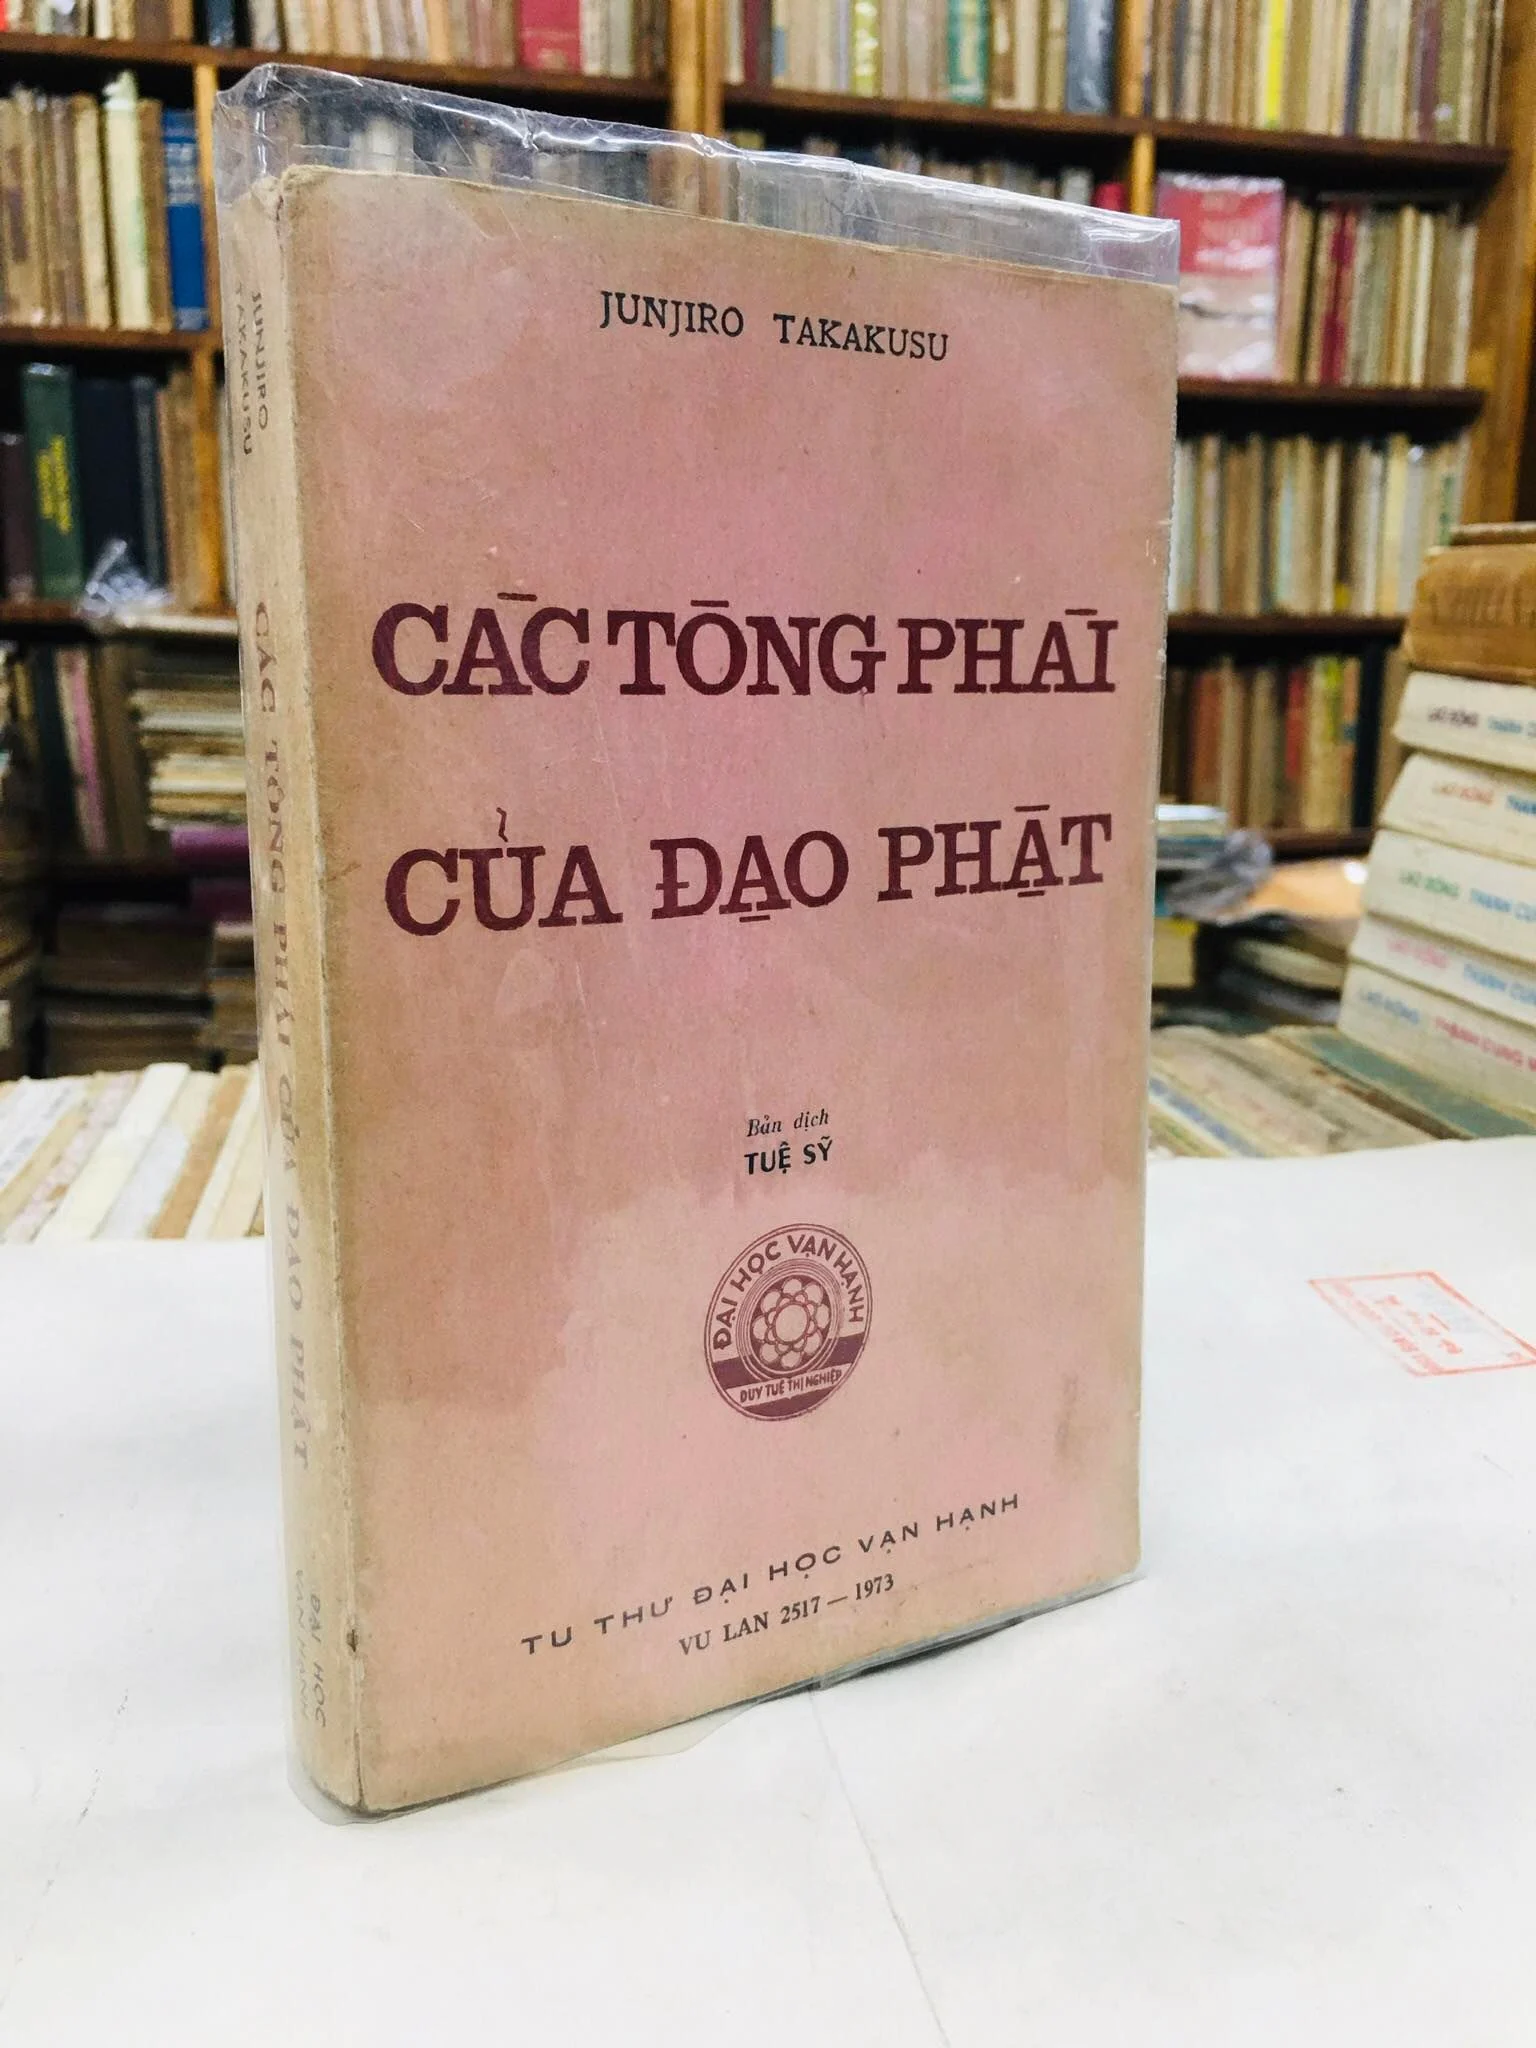 JUNJIRO TAKAKUSU
CÁC TÔNG PHÁI
CỦA ĐẠO PHẬT
Bản dịch
TUỆ SỸ
ĐẠI HỌC VẠN HẠNH
DUY TUỆ THỊ NGHIỆP
TU THƯ ĐẠI HỌC VẠN HẠNH
VU LAN 2517 — 1973
JUNJIRO
TAKAKUSU
CÁC TÔNG PHÁI CỦA ĐẠO PHẬT
ĐẠI HỌC
VẠN HẠNH
LAO ĐỘNG